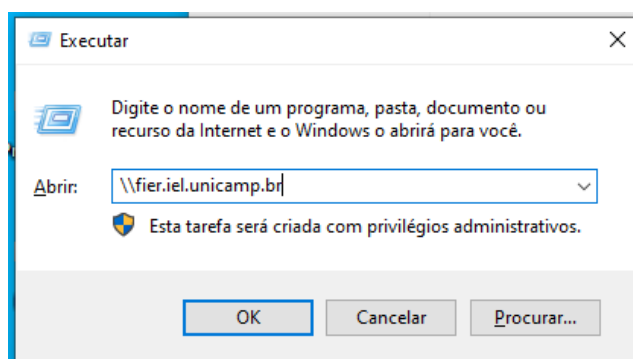 Executar
Digite o nome de um programa, pasta, documento ou
recurso da Internet e o Windows o abrirá para você.
Abrir: \\fier.iel.unicamp.br
Esta tarefa será criada com privilégios administrativos.
OK Cancelar Procurar...